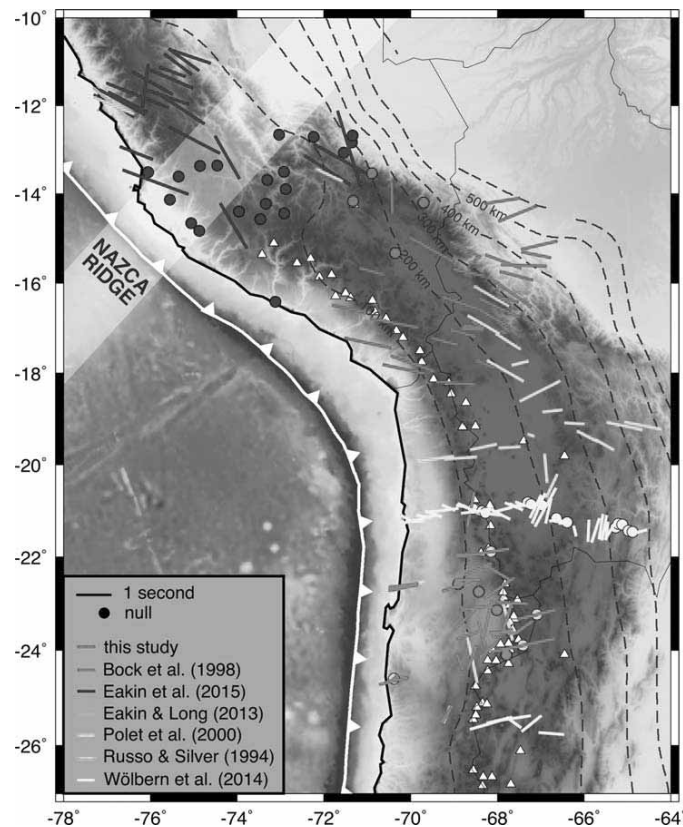 -10°
-12°
-14°
-16°
-18°
-20°
-22°
-24°
-26°
500 km
400 km
300 km
200 km
100 km
NAZCA
RIDGE
1 second
null
this study
Bock et al. (1998)
Eakin et al. (2015)
Eakin & Long (2013)
Polet et al. (2000)
Russo & Silver (1994)
Wölbern et al. (2014)
-78°
-76°
-74°
-72°
-70°
-68°
-66°
-64°